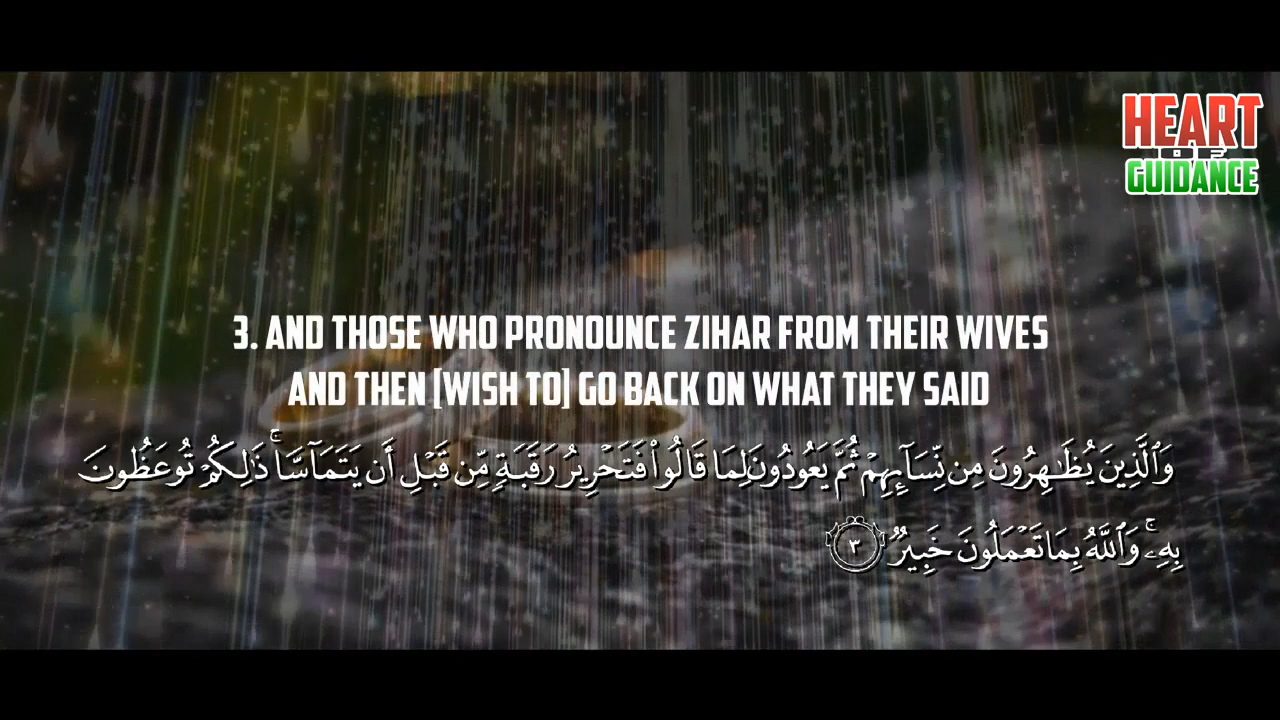 HEART
OF
GUIDANCE
3. AND THOSE WHO PRONOUNCE ZIHAR FROM THEIR WIVES
AND THEN [WISH TO] GO BACK ON WHAT THEY SAID
وَٱلَّذِينَ يُظَٰهِرُونَ مِن نِّسَآئِهِمْ ثُمَّ يَعُودُونَ لِمَا قَالُوا۟ فَتَحْرِيرُ رَقَبَةٍ مِّن قَبْلِ أَن يَتَمَآسَّا ۚ ذَٰلِكُمْ تُوعَظُونَ
بِهِۦ ۚ وَٱللَّهُ بِمَا تَعْمَلُونَ خَبِيرٌ ٣